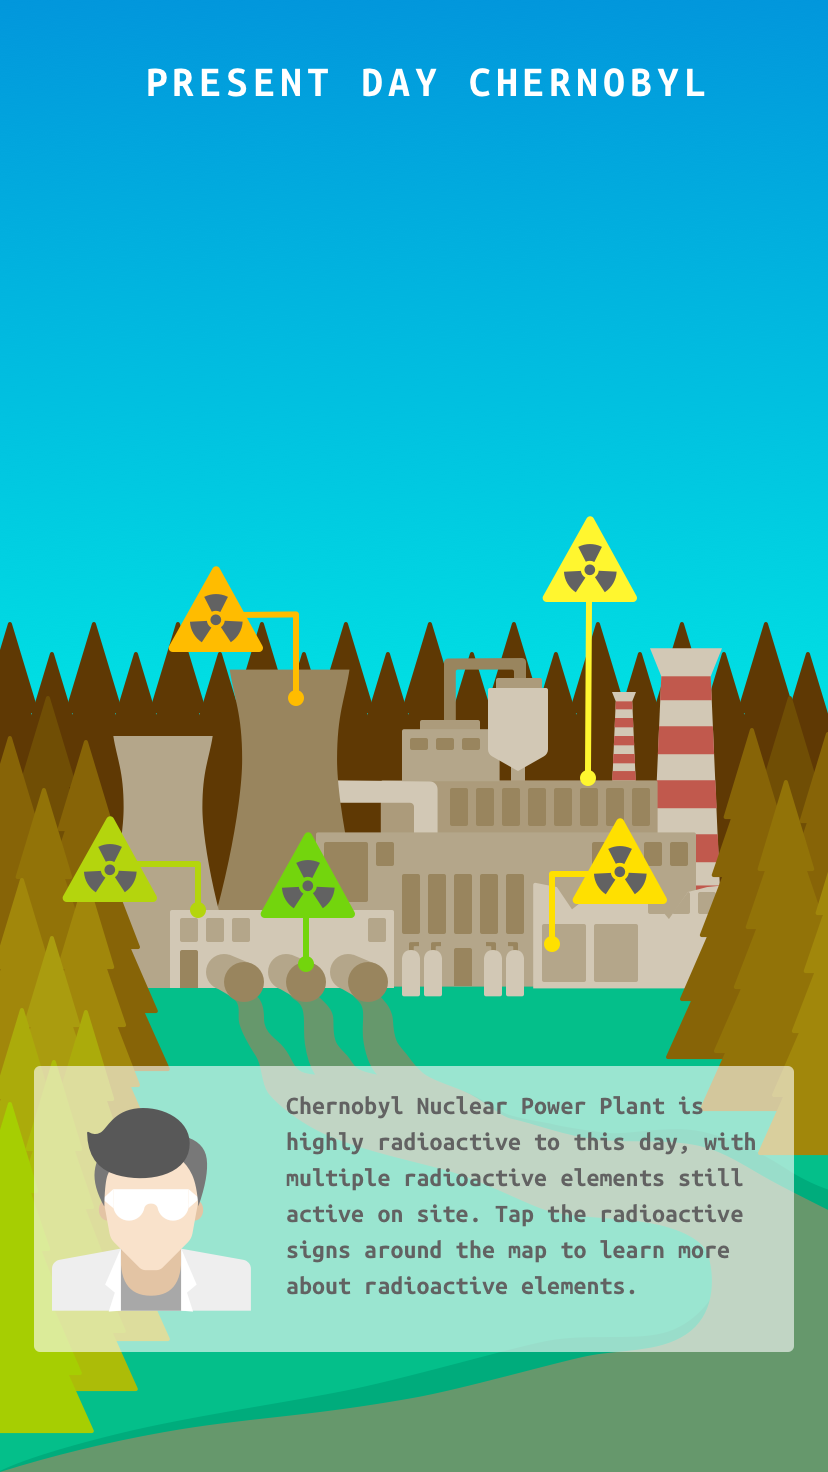 PRESENT DAY CHERNOBYL
Chernobyl Nuclear Power Plant is
highly radioactive to this day, with
multiple radioactive elements still
active on site. Tap the radioactive
signs around the map to learn more
about radioactive elements.